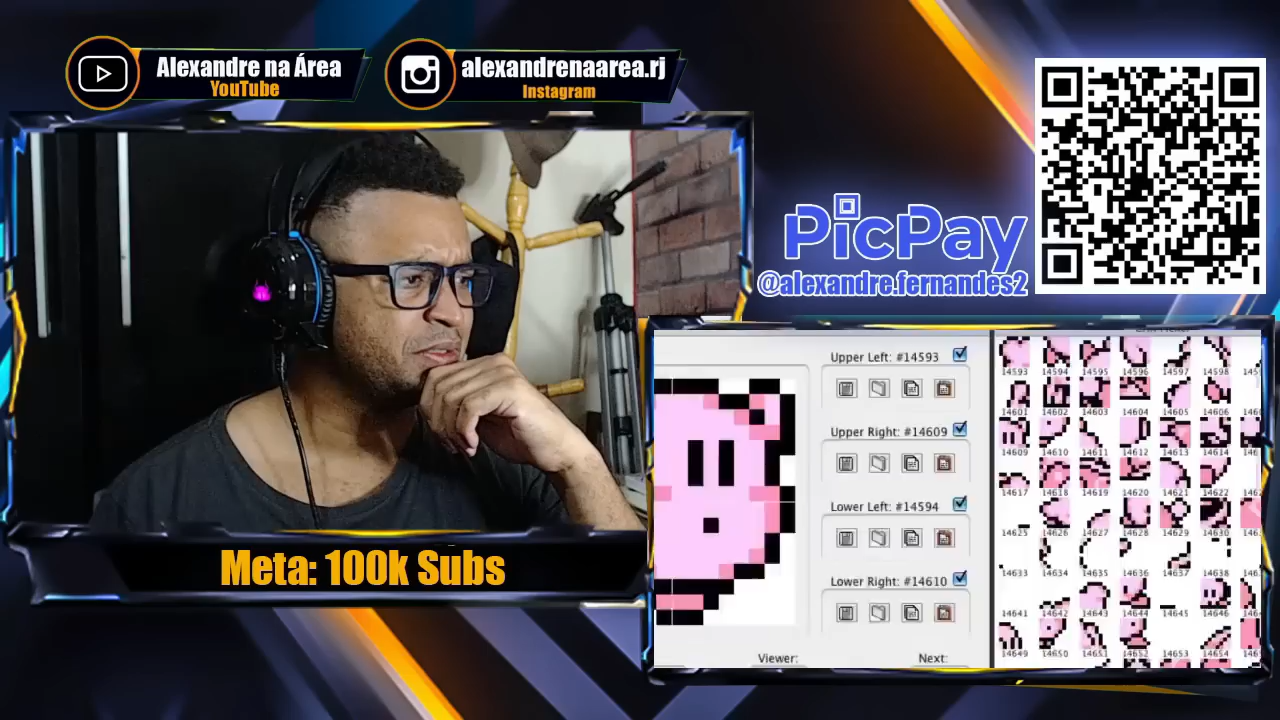 Alexandre na Área
YouTube
alexandrenaarea.rj
Instagram
PicPay
@alexandre.fernandes2
Meta: 100k Subs
Upper Left: #14593
Upper Right: #14609
Lower Left: #14594
Lower Right: #14610
Viewer:
Next:
14593 14594 14595 14596 14597 14598
14601 14602 14603 14604 14605 14606
14609 14610 14611 14612 14613 14614
14617 14618 14619 14620 14621 14622
14625 14626 14627 14628 14629 14630
14633 14634 14635 14636 14637 14638
14641 14642 14643 14644 14645 14646
14649 14650 14651 14652 14653 14654